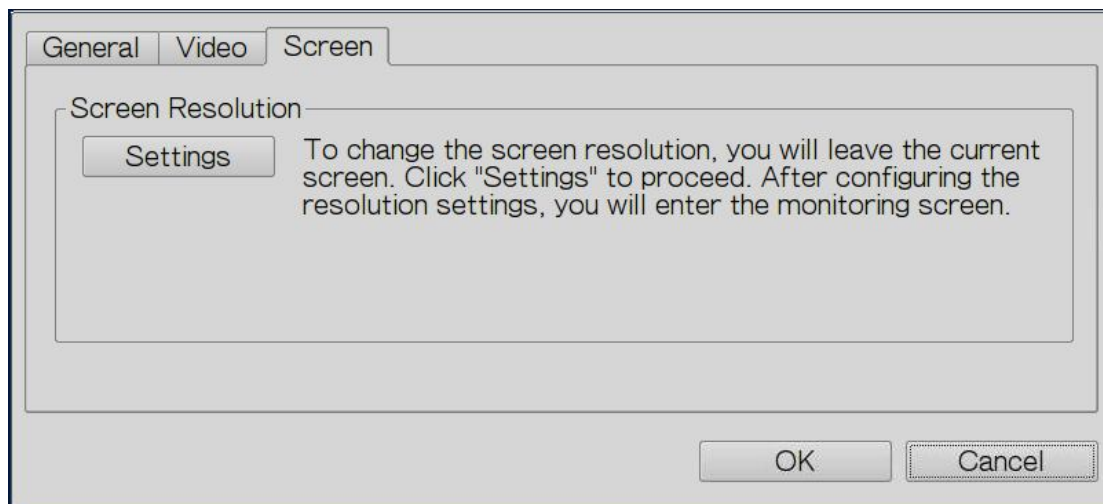 General Video Screen
Screen Resolution
Settings
To change the screen resolution, you will leave the current
screen. Click "Settings" to proceed. After configuring the
resolution settings, you will enter the monitoring screen.
OK Cancel